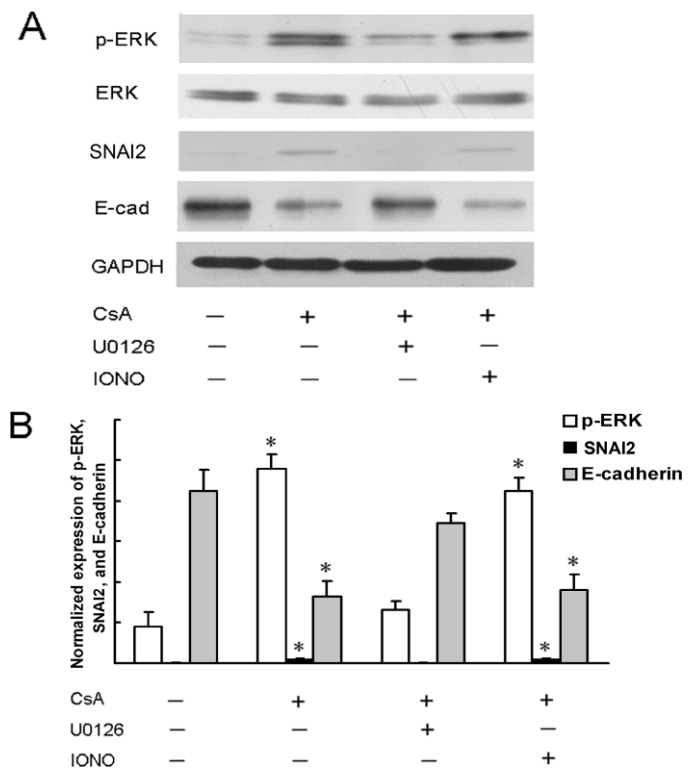 A
p-ERK
ERK
SNAI2
E-cad
GAPDH
CsA — + + +
U0126 — — + —
IONO — — — +
B
Normalized expression of p-ERK,
SNAI2, and E-cadherin
* * * * * *
p-ERK
SNAI2
E-cadherin
CsA — + + +
U0126 — — + —
IONO — — — +